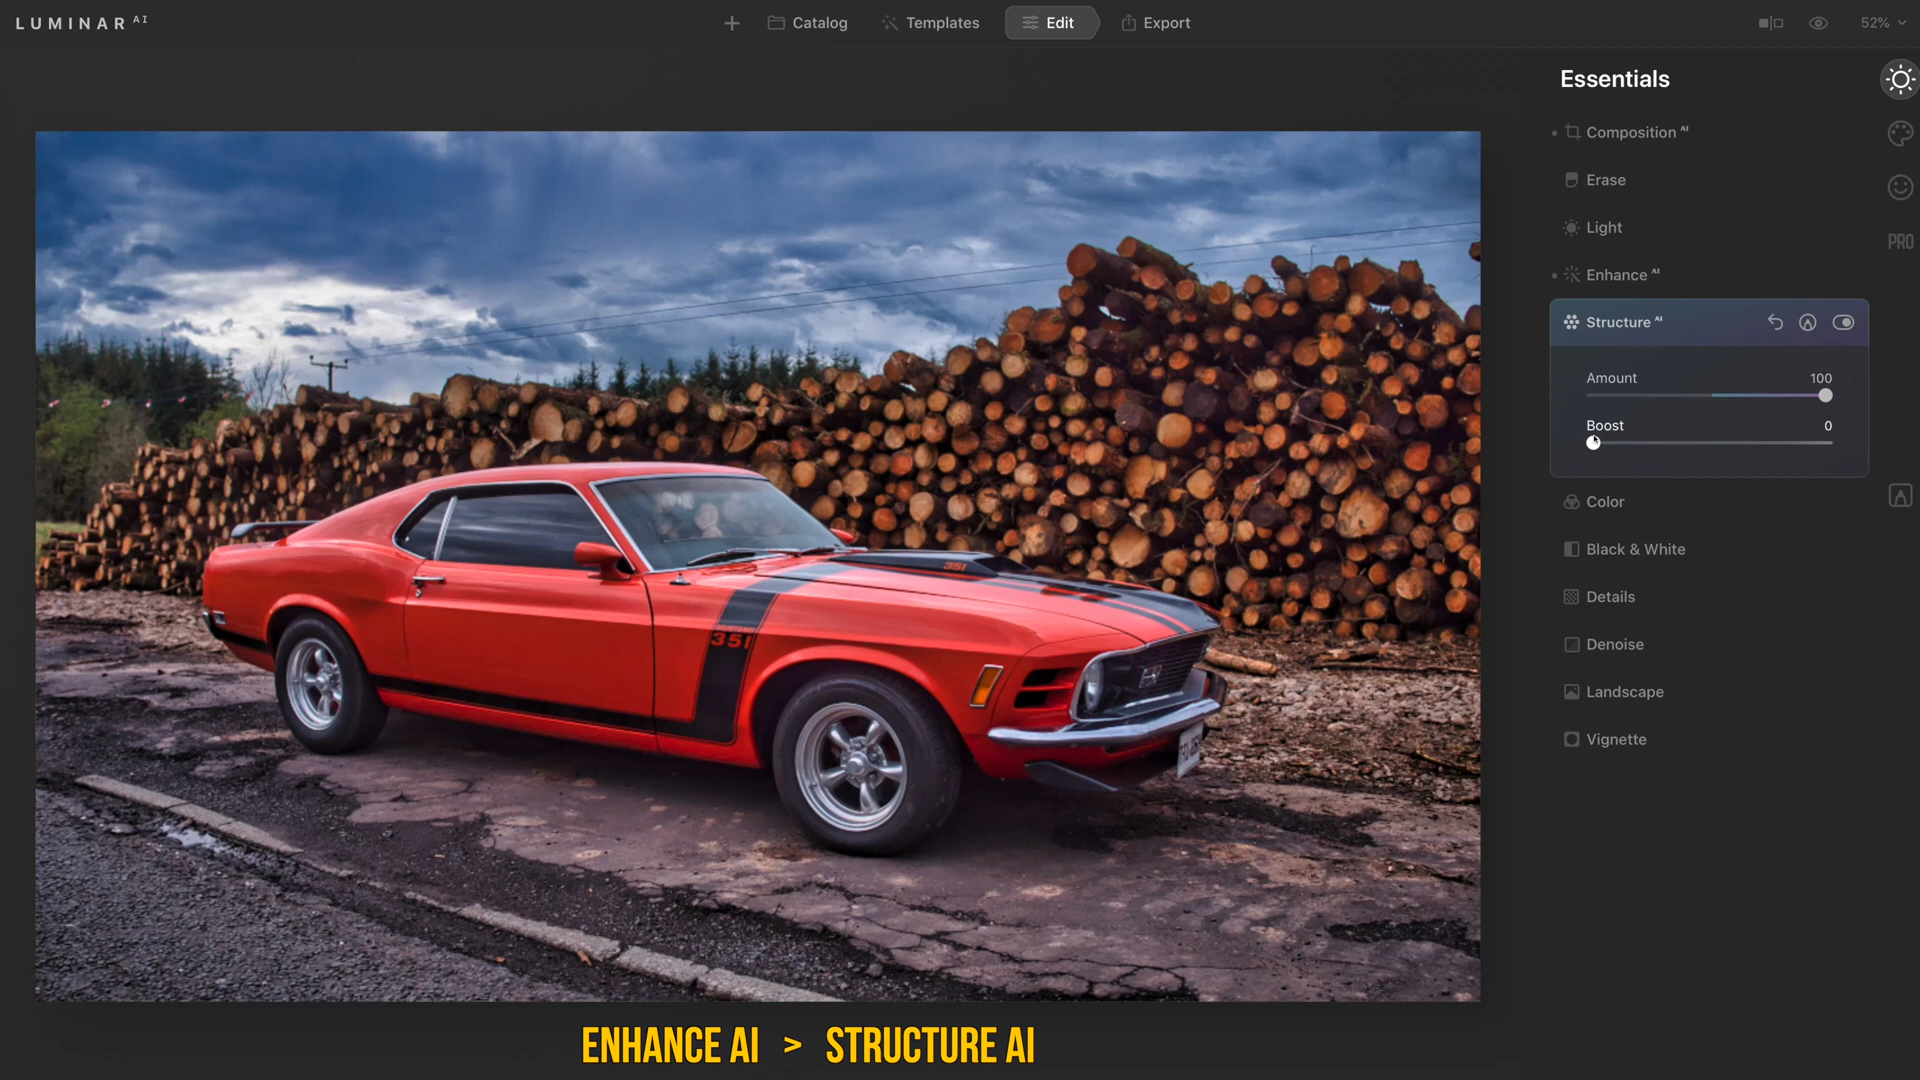 LUMINAR AI
Catalog
Templates
Edit
Export
52%
Essentials
Composition AI
Erase
Light
PRO
Enhance AI
Structure AI
Amount 100
Boost 0
Color
Black & White
Details
Denoise
Landscape
Vignette
351
351
ENHANCE AI > STRUCTURE AI